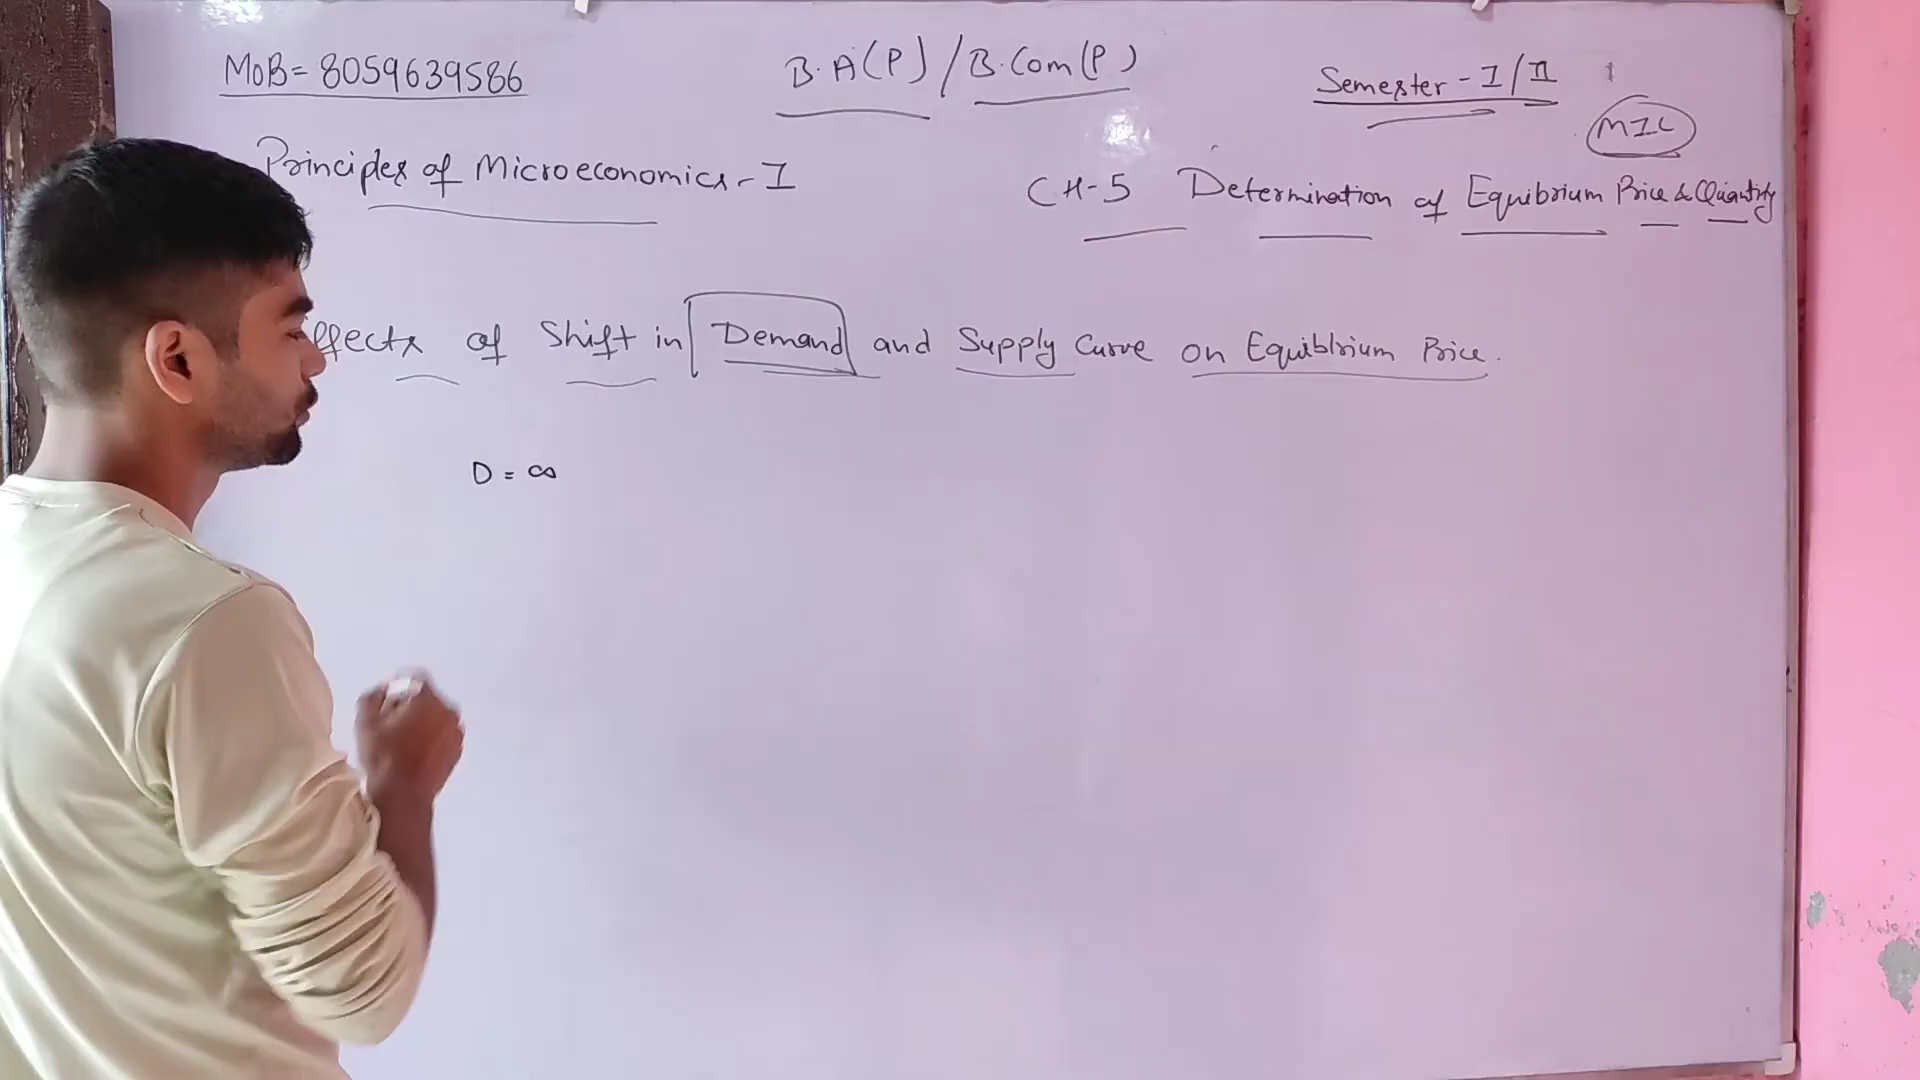 MOB= 8059639586
B.A(P) / B.Com(P)
Semester - I/II
MIL
Principles of Microeconomics - I
CH-5 Determination of Equibrium Price & Quantity
ffects of Shift in Demand and Supply Curve on Equiblrium Price.
D = ∞